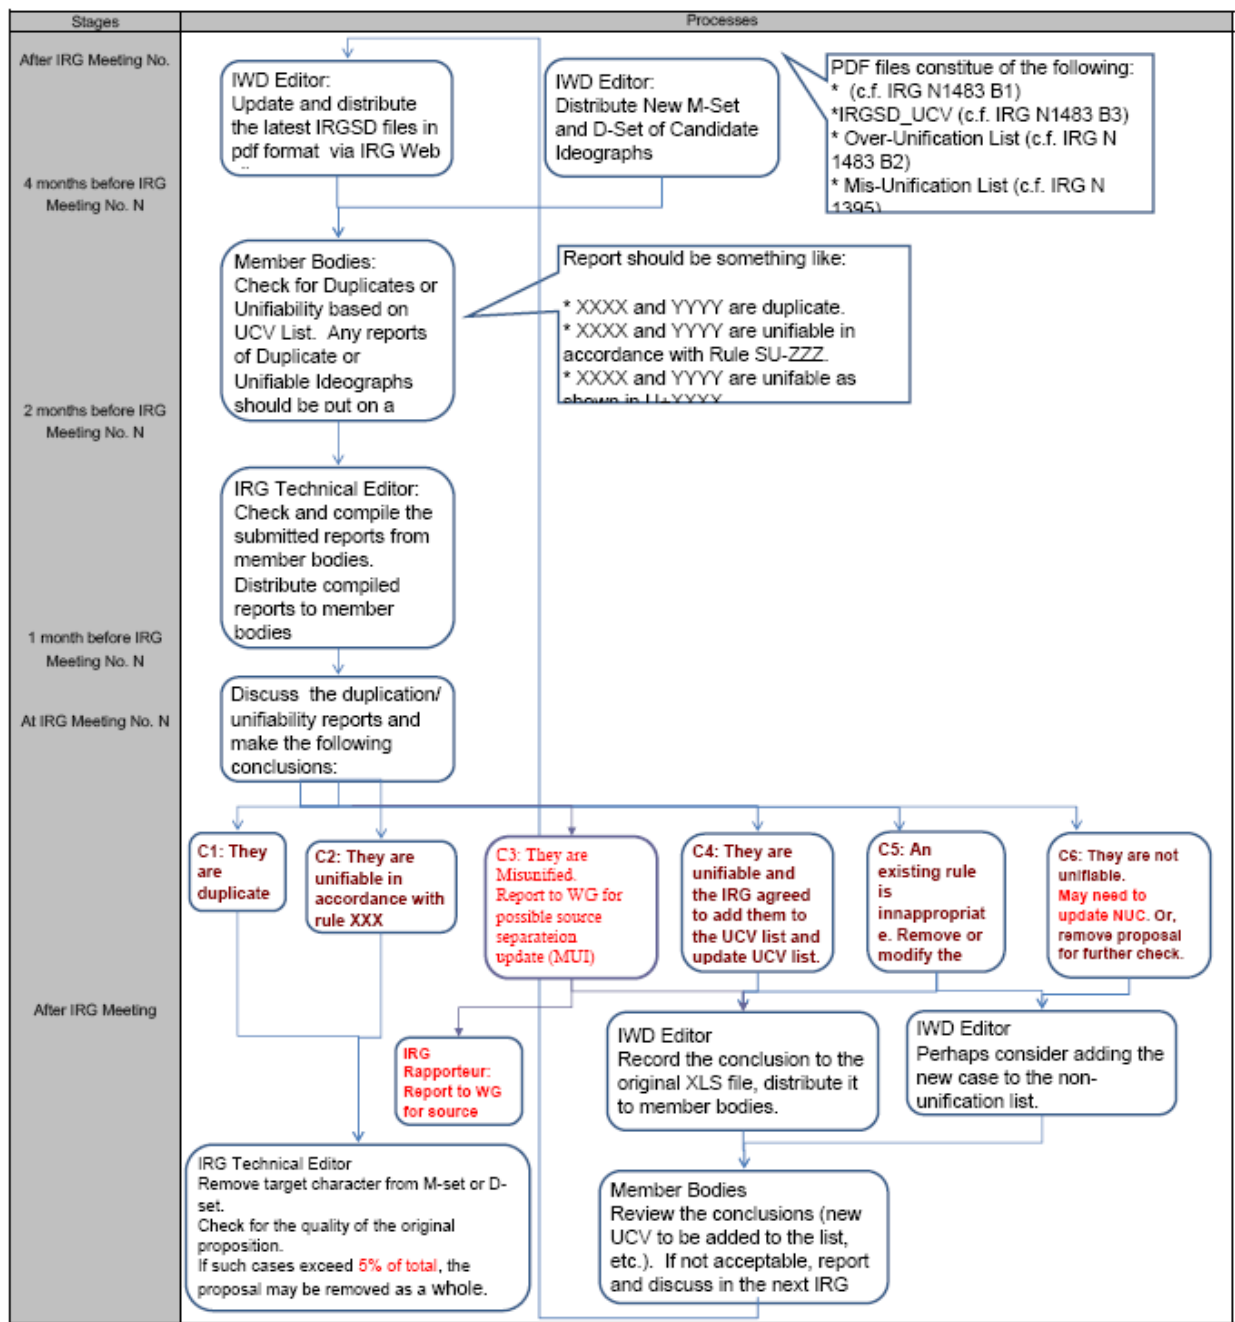 Stages
Processes
After IRG Meeting No.
IWD Editor:
Update and distribute
the latest IRGSD files in
pdf format via IRG Web
IWD Editor:
Distribute New M-Set
and D-Set of Candidate
Ideographs
PDF files constitue of the following:
* (c.f. IRG N1483 B1)
*IRGSD_UCV (c.f. IRG N1483 B3)
* Over-Unification List (c.f. IRG N
1483 B2)
* Mis-Unification List (c.f. IRG N
1395)
4 months before IRG
Meeting No. N
Member Bodies:
Check for Duplicates or
Unifiability based on
UCV List. Any reports
of Duplicate or
Unifiable Ideographs
should be put on a
Report should be something like:
* XXXX and YYYY are duplicate.
* XXXX and YYYY are unifiable in
accordance with Rule SU-ZZZ.
* XXXX and YYYY are unifable as
shown in U+XXXX
2 months before IRG
Meeting No. N
IRG Technical Editor:
Check and compile the
submitted reports from
member bodies.
Distribute compiled
reports to member
bodies
1 month before IRG
Meeting No. N
At IRG Meeting No. N
Discuss the duplication/
unifiability reports and
make the following
conclusions:
C1: They
are
duplicate
C2: They are
unifiable in
accordance with
rule XXX
C3: They are
Misunified.
Report to WG for
possible source
separateion
update (MUI)
C4: They are
unifiable and
the IRG agreed
to add them to
the UCV list and
update UCV list.
C5: An
existing rule
is
innappropriat
e. Remove or
modify the
C6: They are not
unifiable.
May need to
update NUC. Or,
remove proposal
for further check.
After IRG Meeting
IRG
Rapporteur:
Report to WG
for source
IWD Editor
Record the conclusion to the
original XLS file, distribute it
to member bodies.
IWD Editor
Perhaps consider adding the
new case to the non-
unification list.
IRG Technical Editor
Remove target character from M-set or D-
set.
Check for the quality of the original
proposition.
If such cases exceed 5% of total, the
proposal may be removed as a whole.
Member Bodies
Review the conclusions (new
UCV to be added to the list,
etc.). If not acceptable, report
and discuss in the next IRG